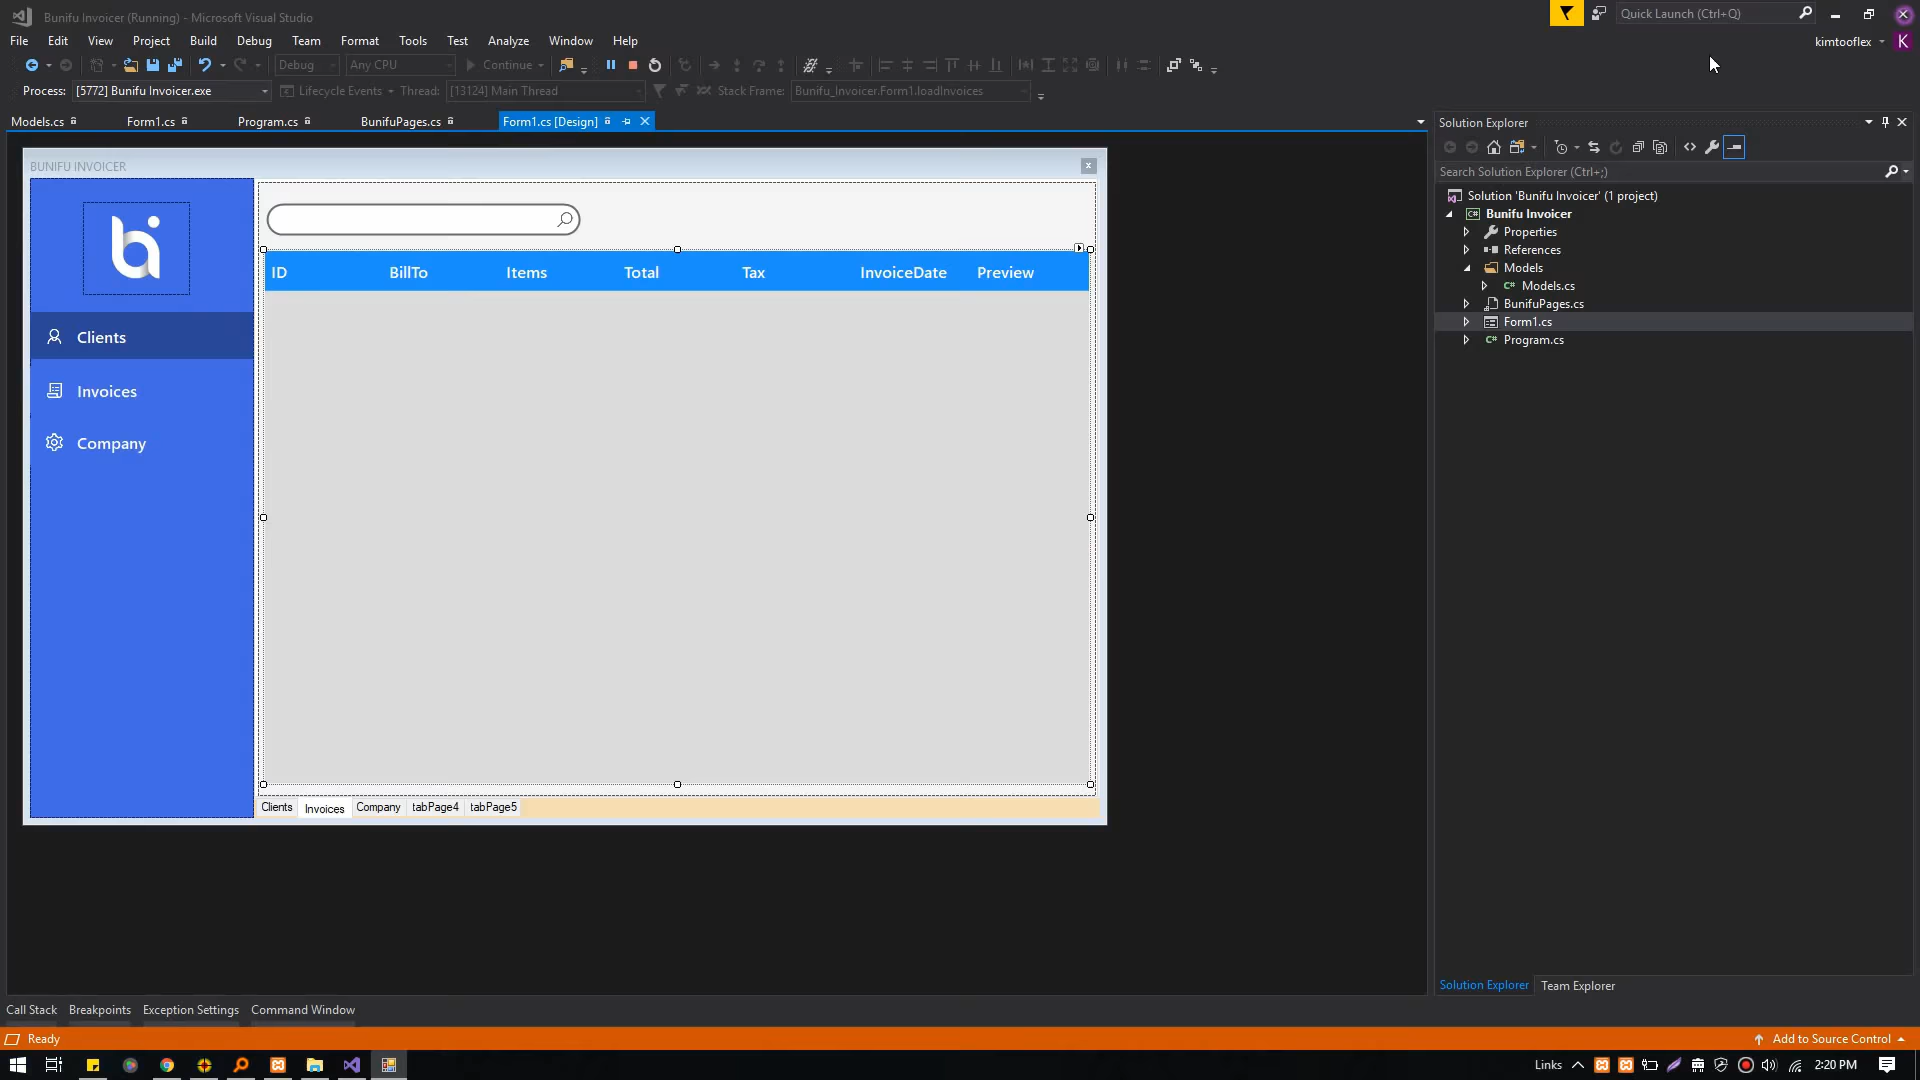 Bunifu Invoicer (Running) - Microsoft Visual Studio
Quick Launch (Ctrl+Q)
File Edit View Project Build Debug Team Format Tools Test Analyze Window Help
kimtooflex K
Debug Any CPU Continue
Process: [5772] Bunifu Invoicer.exe Lifecycle Events Thread: [13124] Main Thread Stack Frame: Bunifu_Invoicer.Form1.loadInvoices
Models.cs Form1.cs Program.cs BunifuPages.cs Form1.cs [Design]
Solution Explorer
BUNIFU INVOICER
Search Solution Explorer (Ctrl+;)
Solution 'Bunifu Invoicer' (1 project)
Bunifu Invoicer
Properties
References
Models
Models.cs
BunifuPages.cs
Form1.cs
Program.cs
bi
ID BillTo Items Total Tax InvoiceDate Preview
Clients
Invoices
Company
Clients Invoices Company tabPage4 tabPage5
Solution Explorer Team Explorer
Call Stack Breakpoints Exception Settings Command Window
Ready
Add to Source Control
Links 2:20 PM